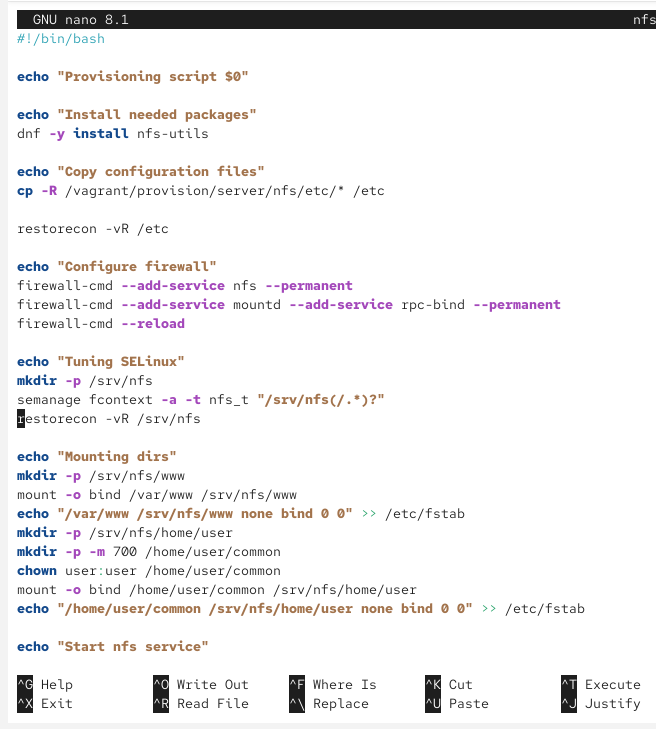 GNU nano 8.1 nfs
#!/bin/bash
echo "Provisioning script $0"
echo "Install needed packages"
dnf -y install nfs-utils
echo "Copy configuration files"
cp -R /vagrant/provision/server/nfs/etc/* /etc
restorecon -vR /etc
echo "Configure firewall"
firewall-cmd --add-service nfs --permanent
firewall-cmd --add-service mountd --add-service rpc-bind --permanent
firewall-cmd --reload
echo "Tuning SELinux"
mkdir -p /srv/nfs
semanage fcontext -a -t nfs_t "/srv/nfs(/.*)?"
restorecon -vR /srv/nfs
echo "Mounting dirs"
mkdir -p /srv/nfs/www
mount -o bind /var/www /srv/nfs/www
echo "/var/www /srv/nfs/www none bind 0 0" >> /etc/fstab
mkdir -p /srv/nfs/home/user
mkdir -p -m 700 /home/user/common
chown user:user /home/user/common
mount -o bind /home/user/common /srv/nfs/home/user
echo "/home/user/common /srv/nfs/home/user none bind 0 0" >> /etc/fstab
echo "Start nfs service"
^G Help ^O Write Out ^F Where Is ^K Cut ^T Execute
^X Exit ^R Read File ^\ Replace ^U Paste ^J Justify